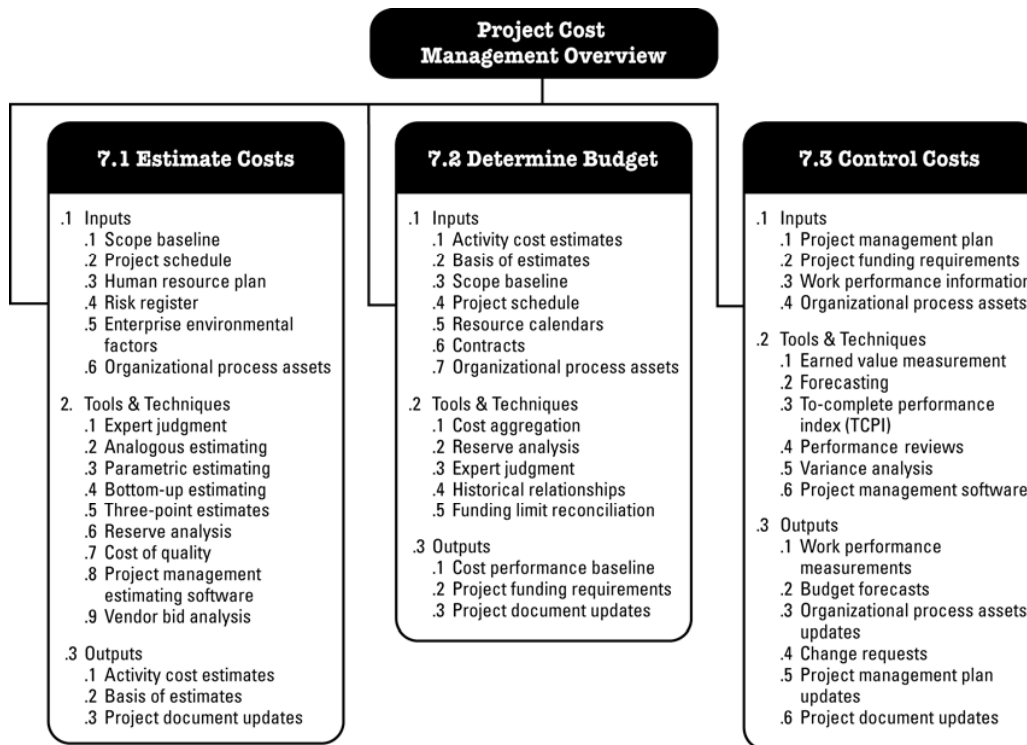 Project Cost
Management Overview
7.1 Estimate Costs
.1 Inputs
.1 Scope baseline
.2 Project schedule
.3 Human resource plan
.4 Risk register
.5 Enterprise environmental
factors
.6 Organizational process assets
2. Tools & Techniques
.1 Expert judgment
.2 Analogous estimating
.3 Parametric estimating
.4 Bottom-up estimating
.5 Three-point estimates
.6 Reserve analysis
.7 Cost of quality
.8 Project management
estimating software
.9 Vendor bid analysis
.3 Outputs
.1 Activity cost estimates
.2 Basis of estimates
.3 Project document updates
7.2 Determine Budget
.1 Inputs
.1 Activity cost estimates
.2 Basis of estimates
.3 Scope baseline
.4 Project schedule
.5 Resource calendars
.6 Contracts
.7 Organizational process assets
.2 Tools & Techniques
.1 Cost aggregation
.2 Reserve analysis
.3 Expert judgment
.4 Historical relationships
.5 Funding limit reconciliation
.3 Outputs
.1 Cost performance baseline
.2 Project funding requirements
.3 Project document updates
7.3 Control Costs
.1 Inputs
.1 Project management plan
.2 Project funding requirements
.3 Work performance information
.4 Organizational process assets
.2 Tools & Techniques
.1 Earned value measurement
.2 Forecasting
.3 To-complete performance
index (TCPI)
.4 Performance reviews
.5 Variance analysis
.6 Project management software
.3 Outputs
.1 Work performance
measurements
.2 Budget forecasts
.3 Organizational process assets
updates
.4 Change requests
.5 Project management plan
updates
.6 Project document updates